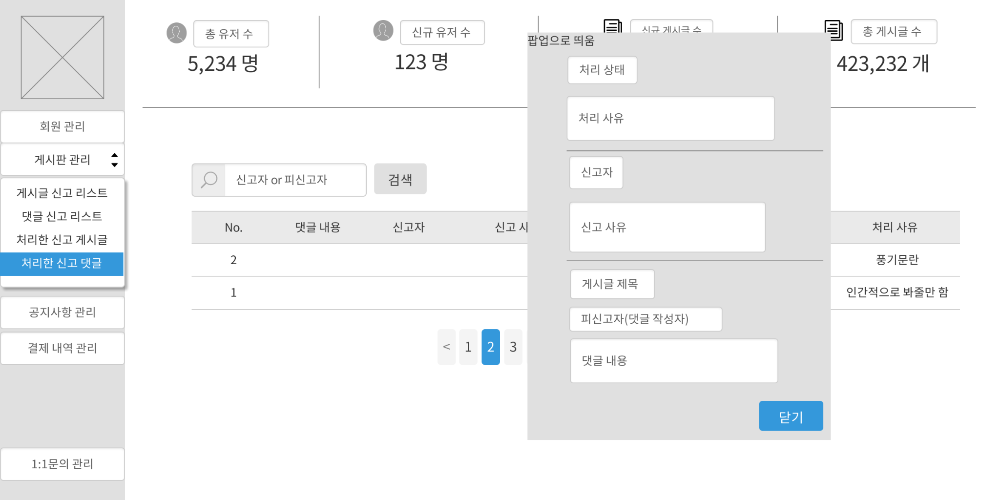 총 유저 수
5,234 명
신규 유저 수
123 명
신규 게시글 수
총 게시글 수
423,232 개
회원 관리
게시판 관리
게시글 신고 리스트
댓글 신고 리스트
처리한 신고 게시글
처리한 신고 댓글
공지사항 관리
결제 내역 관리
1:1문의 관리
신고자 or 피신고자
검색
No. 댓글 내용 신고자 신고 사 처리 사유
2 풍기문란
1 인간적으로 봐줄만 함
< 1 2 3
팝업으로 띄움
처리 상태
처리 사유
신고자
신고 사유
게시글 제목
피신고자(댓글 작성자)
댓글 내용
닫기